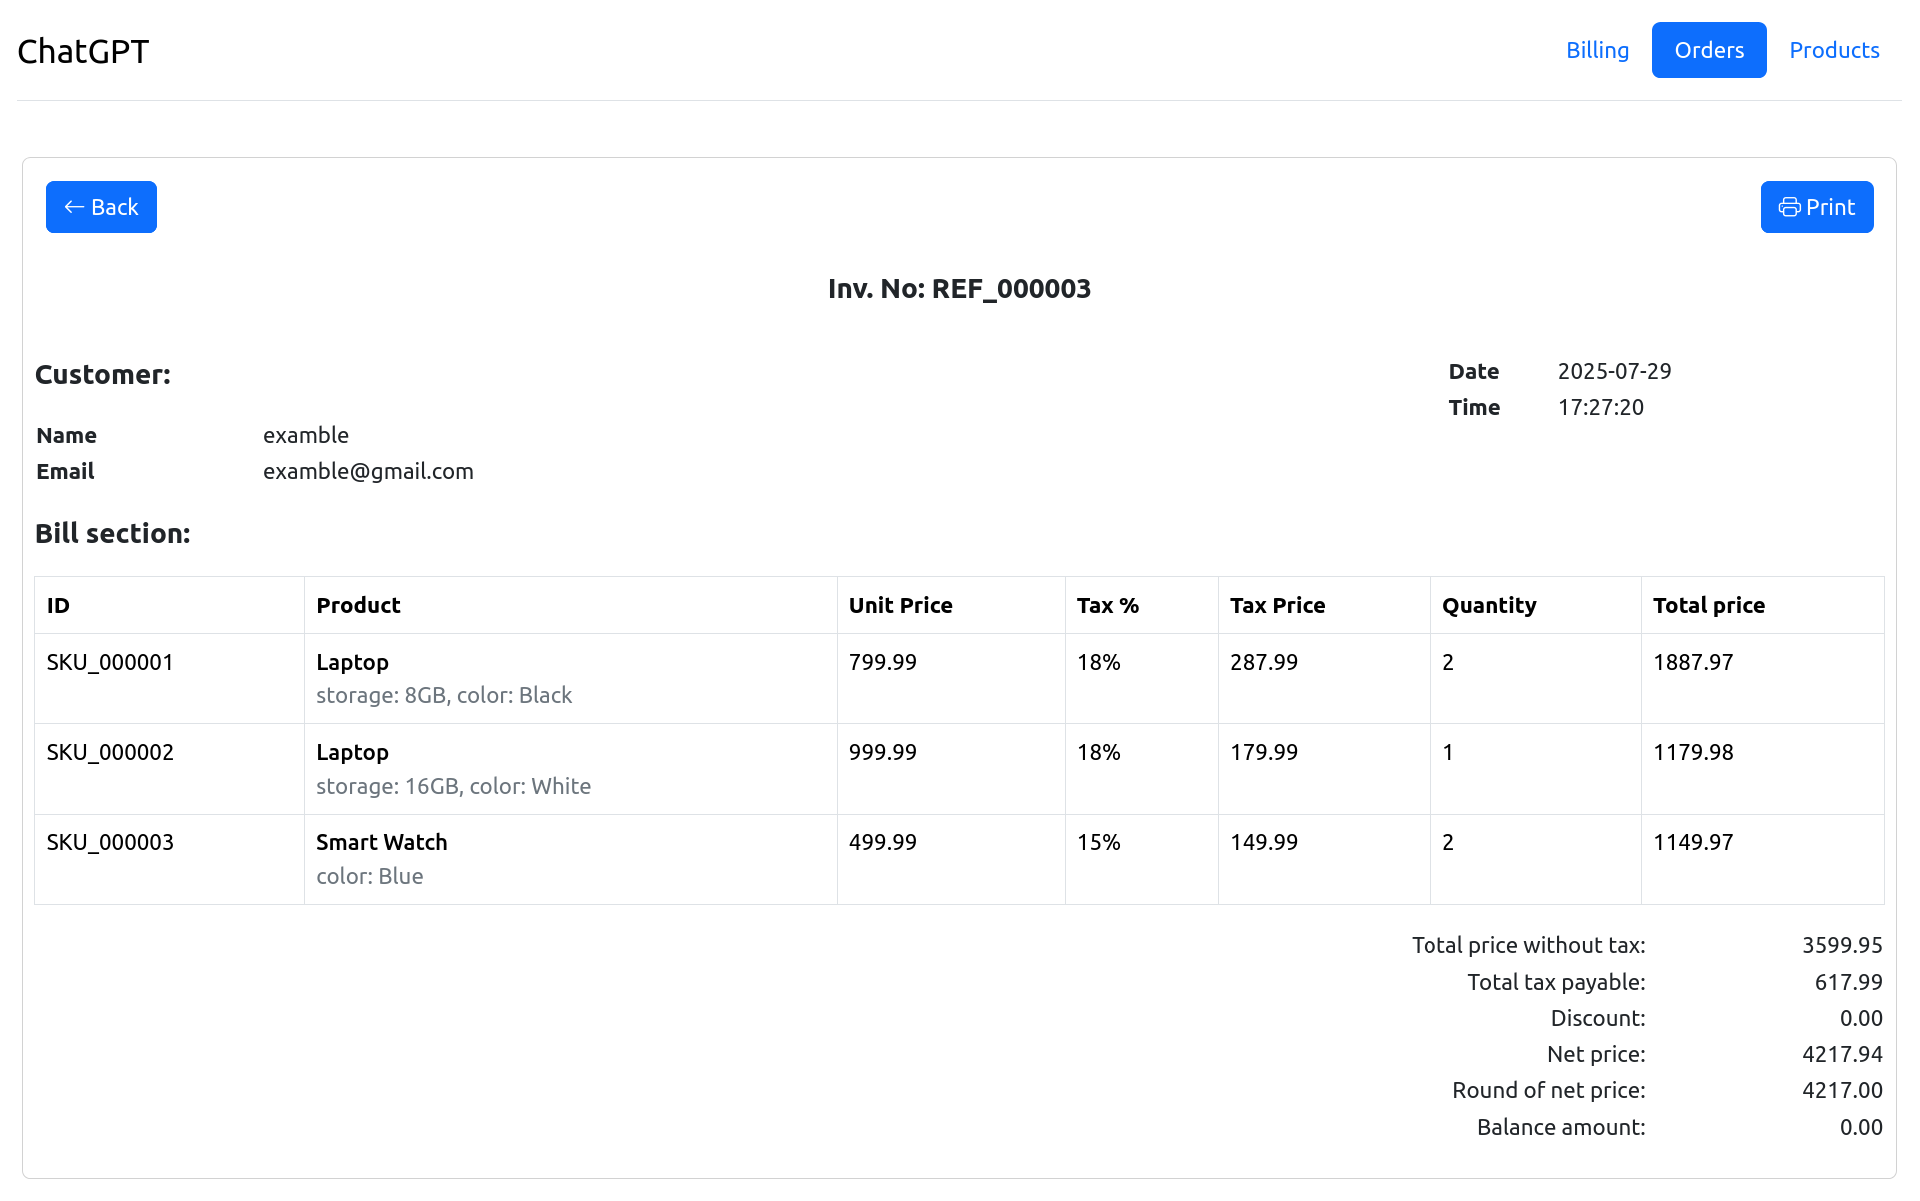 ChatGPT
Billing Orders Products
← Back
Print
Inv. No: REF_000003
Customer:
Date 2025-07-29
Time 17:27:20
Name examble
Email examble@gmail.com
Bill section:
ID Product Unit Price Tax % Tax Price Quantity Total price
SKU_000001 Laptop 799.99 18% 287.99 2 1887.97
storage: 8GB, color: Black
SKU_000002 Laptop 999.99 18% 179.99 1 1179.98
storage: 16GB, color: White
SKU_000003 Smart Watch 499.99 15% 149.99 2 1149.97
color: Blue
Total price without tax: 3599.95
Total tax payable: 617.99
Discount: 0.00
Net price: 4217.94
Round of net price: 4217.00
Balance amount: 0.00